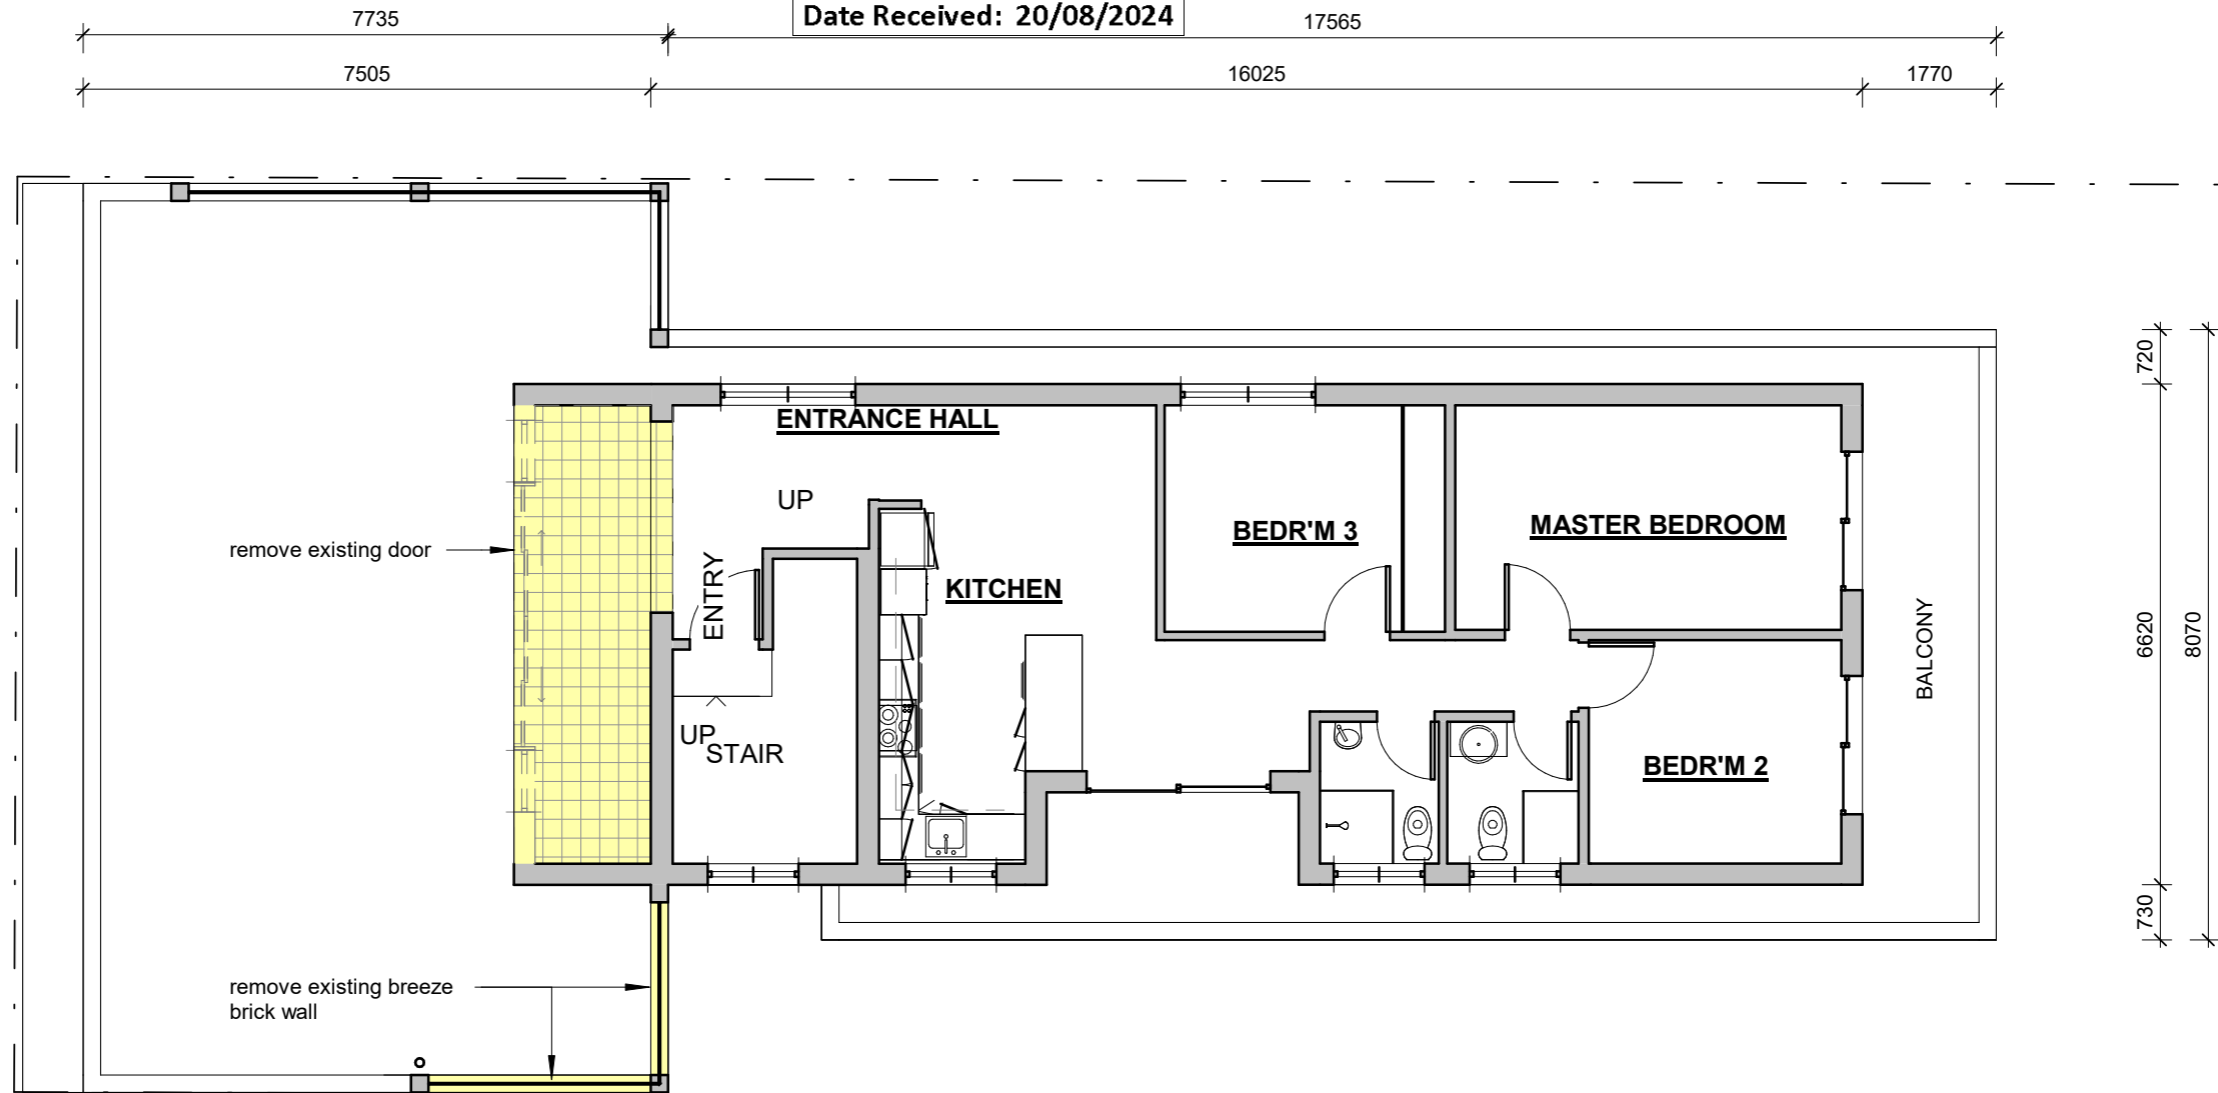 Date Received: 20/08/2024
7735
17565
7505
16025
1770
720
ENTRANCE HALL
UP
BEDR'M 3
MASTER BEDROOM
remove existing door
ENTRY
KITCHEN
BALCONY
6620
8070
UP
STAIR
BEDR'M 2
730
remove existing breeze
brick wall